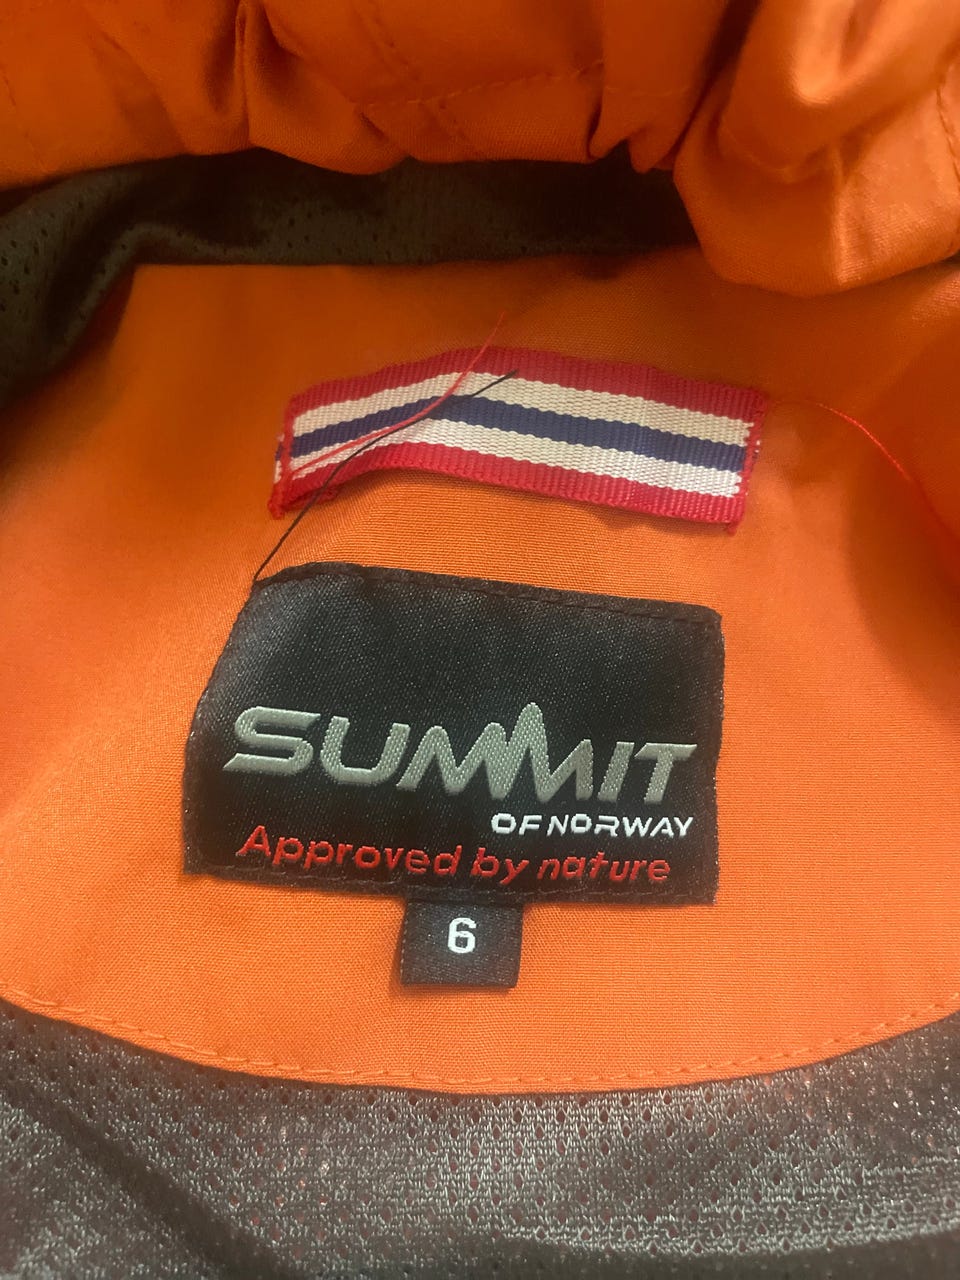 SUMMIT
OF NORWAY
Approved by nature
6